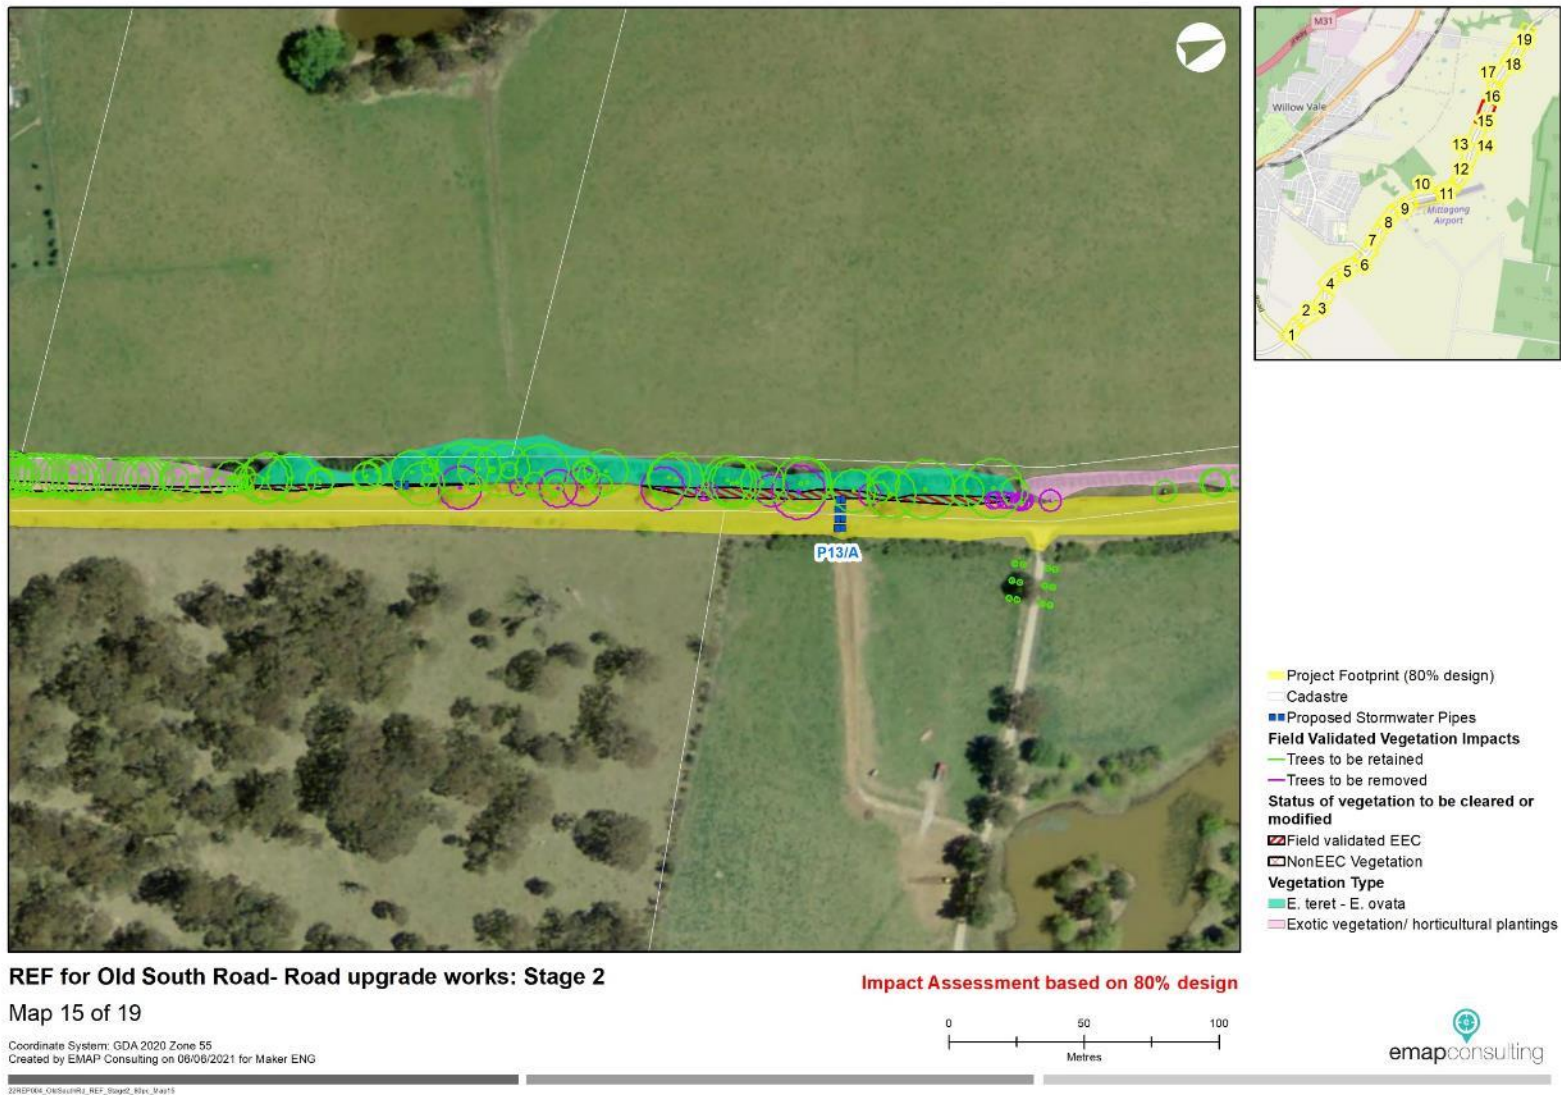 P13/A
M31
Willow Vale
19
18
17
16
15
14
13
12
11
10
9
8
7
6
5
4
3
2
1
Mittagong
Airport
Project Footprint (80% design)
Cadastre
Proposed Stormwater Pipes
Field Validated Vegetation Impacts
Trees to be retained
Trees to be removed
Status of vegetation to be cleared or
modified
Field validated EEC
NonEEC Vegetation
Vegetation Type
E. teret - E. ovata
Exotic vegetation/ horticultural plantings
REF for Old South Road- Road upgrade works: Stage 2
Impact Assessment based on 80% design
Map 15 of 19
Coordinate System: GDA 2020 Zone 55
Created by EMAP Consulting on 06/06/2021 for Maker ENG
0 50 100
Metres
emapconsulting